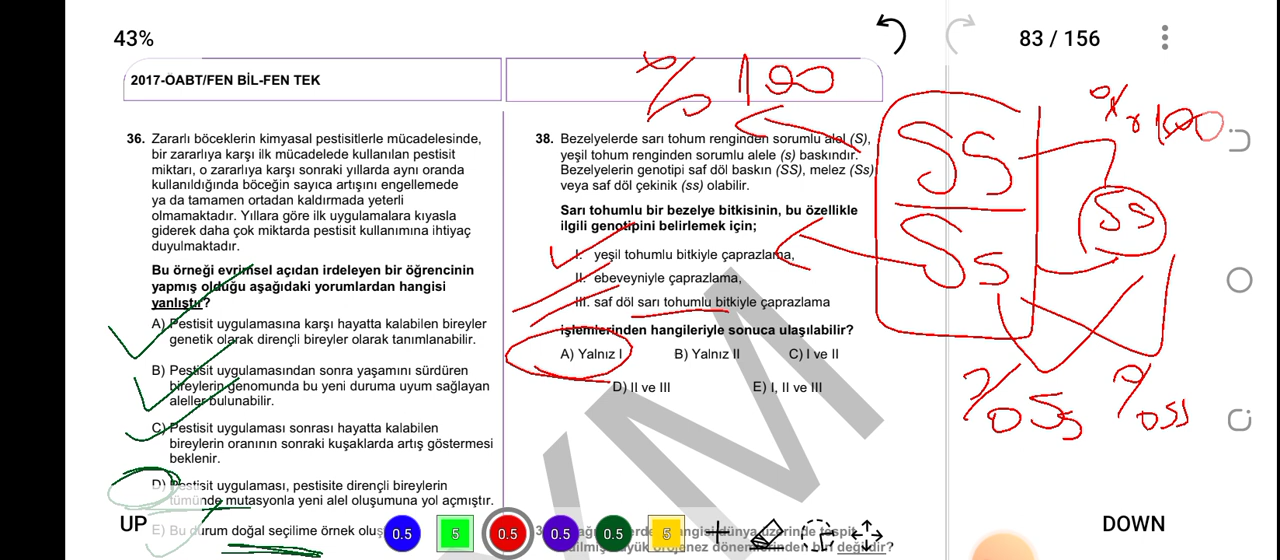 43%
83 / 156
2017-ÖABT/FEN BİL-FEN TEK
% 100
36. Zararlı böceklerin kimyasal pestisitlerle mücadelesinde,
bir zararlıya karşı ilk mücadelede kullanılan pestisit
miktarı, o zararlıya karşı sonraki yıllarda aynı oranda
kullanıldığında böceğin sayıca artışını engellemede
ya da tamamen ortadan kaldırmada yeterli
olmamaktadır. Yıllara göre ilk uygulamalara kıyasla
giderek daha çok miktarda pestisit kullanımına ihtiyaç
duyulmaktadır.
Bu örneği evrimsel açıdan irdeleyen bir öğrencinin
yapmış olduğu aşağıdaki yorumlardan hangisi
yanlıştır?
A) Pestisit uygulamasına karşı hayatta kalabilen bireyler
genetik olarak dirençli bireyler olarak tanımlanabilir.
B) Pestisit uygulamasından sonra yaşamını sürdüren
bireylerin genomunda bu yeni duruma uyum sağlayan
aleller bulunabilir.
C) Pestisit uygulaması sonrası hayatta kalabilen
bireylerin oranının sonraki kuşaklarda artış göstermesi
beklenir.
D) Pestisit uygulaması, pestisite dirençli bireylerin
tümünde mutasyonla yeni alel oluşumuna yol açmıştır.
E) Bu durum doğal seçilime örnek
38. Bezelyelerde sarı tohum renginden sorumlu alel (S),
yeşil tohum renginden sorumlu alele (s) baskındır.
Bezelyelerin genotipi saf döl baskın (SS), melez (Ss)
veya saf döl çekinik (ss) olabilir.
Sarı tohumlu bir bezelye bitkisinin, bu özellikle
ilgili genotipini belirlemek için;
I. yeşil tohumlu bitkiyle çaprazlama,
II. ebeveyniyle çaprazlama,
III. saf döl sarı tohumlu bitkiyle çaprazlama
işlemlerinden hangileriyle sonuca ulaşılabilir?
A) Yalnız I B) Yalnız II C) I ve II
D) II ve III E) I, II ve III
SS
Ss
ss
% Ss
% ss
UP
0.5 5 0.5 0.5 0.5 5
DOWN